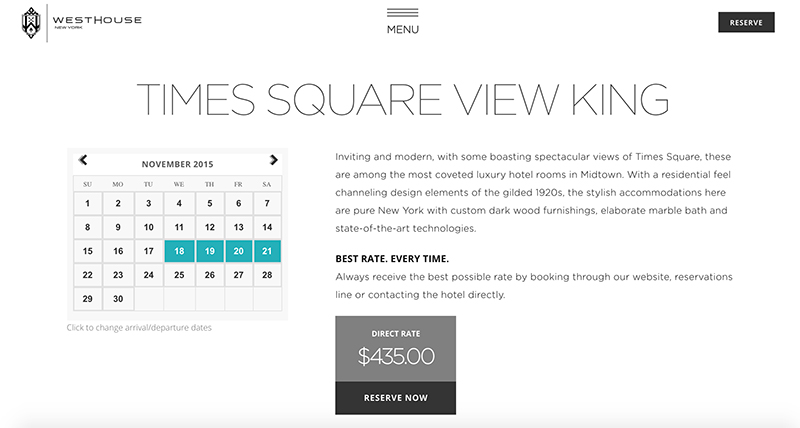 WESTHOUSE
NEW YORK
MENU
RESERVE
TIMES SQUARE VIEW KING
NOVEMBER 2015
SU MO TU WE TH FR SA
1 2 3 4 5 6 7
8 9 10 11 12 13 14
15 16 17 18 19 20 21
22 23 24 25 26 27 28
29 30
Click to change arrival/departure dates
Inviting and modern, with some boasting spectacular views of Times Square, these
are among the most coveted luxury hotel rooms in Midtown. With a residential feel
channeling design elements of the gilded 1920s, the stylish accommodations here
are pure New York with custom dark wood furnishings, elaborate marble bath and
state-of-the-art technologies.
BEST RATE. EVERY TIME.
Always receive the best possible rate by booking through our website, reservations
line or contacting the hotel directly.
DIRECT RATE
$435.00
RESERVE NOW